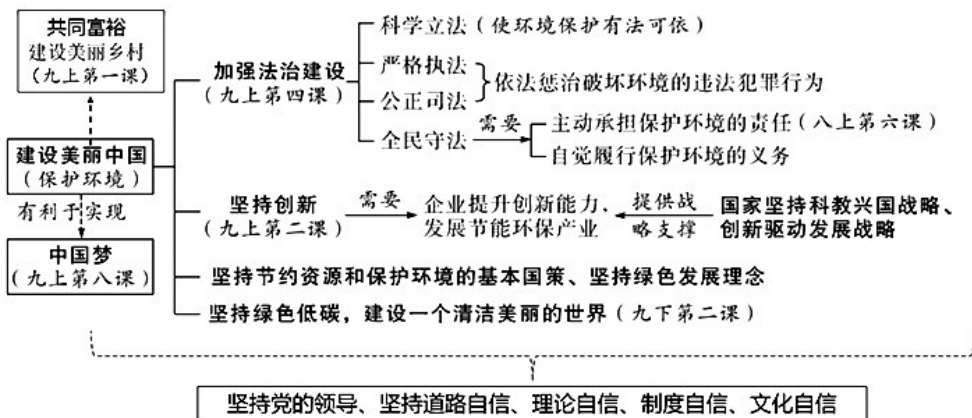 共同富裕
建设美丽乡村
(九上第一课)
建设美丽中国
(保护环境)
有利于实现
中国梦
(九上第八课)
加强法治建设
(九上第四课)
科学立法(使环境保护有法可依)
严格执法
公正司法
依法惩治破坏环境的违法犯罪行为
全民守法
需要
主动承担保护环境的责任(八上第六课)
自觉履行保护环境的义务
坚持创新
(九上第二课)
需要
企业提升创新能力、
发展节能环保产业
提供战
略支撑
国家坚持科教兴国战略、
创新驱动发展战略
坚持节约资源和保护环境的基本国策、坚持绿色发展理念
坚持绿色低碳，建设一个清洁美丽的世界(九下第二课)
坚持党的领导、坚持道路自信、理论自信、制度自信、文化自信